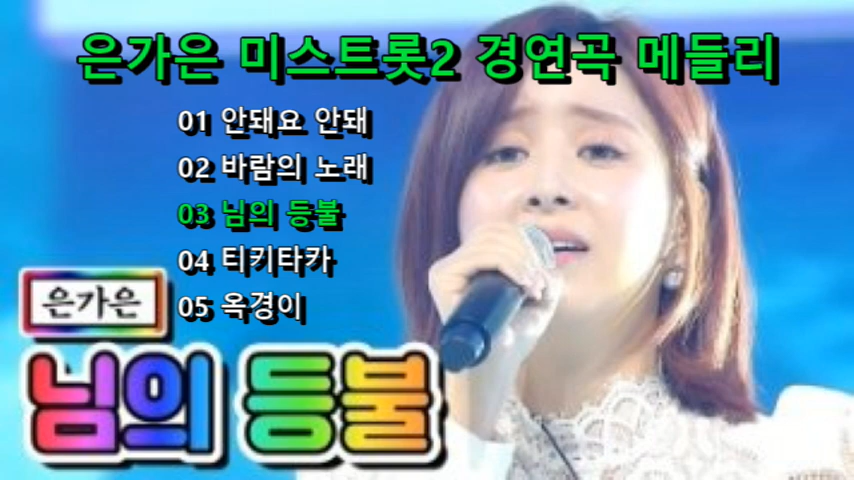 은가은 미스트롯2 경연곡 메들리
01 안돼요 안돼
02 바람의 노래
03 님의 등불
04 티키타카
05 옥경이
은가은
님의 등불